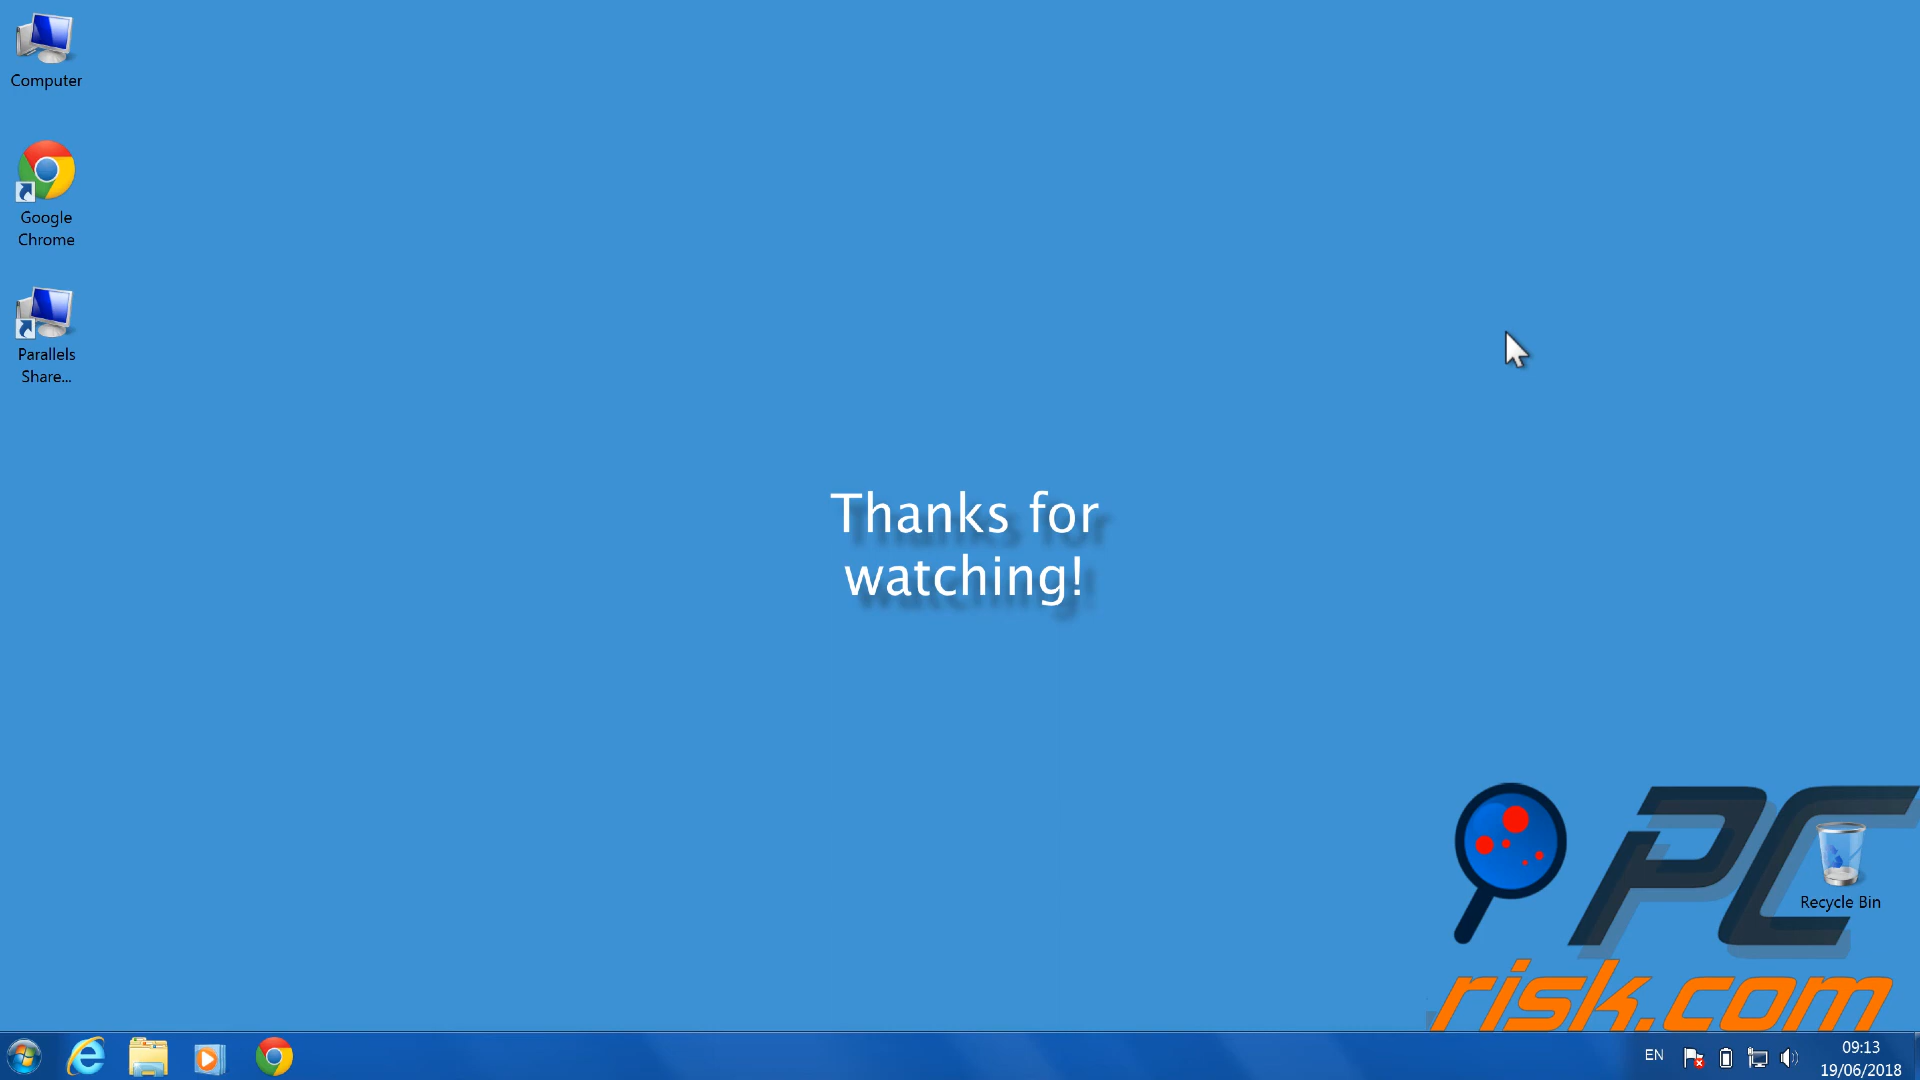 Computer
Google
Chrome
Parallels
Share...
Thanks for
watching!
PC
risk.com
Recycle Bin
EN
09:13
19/06/2018